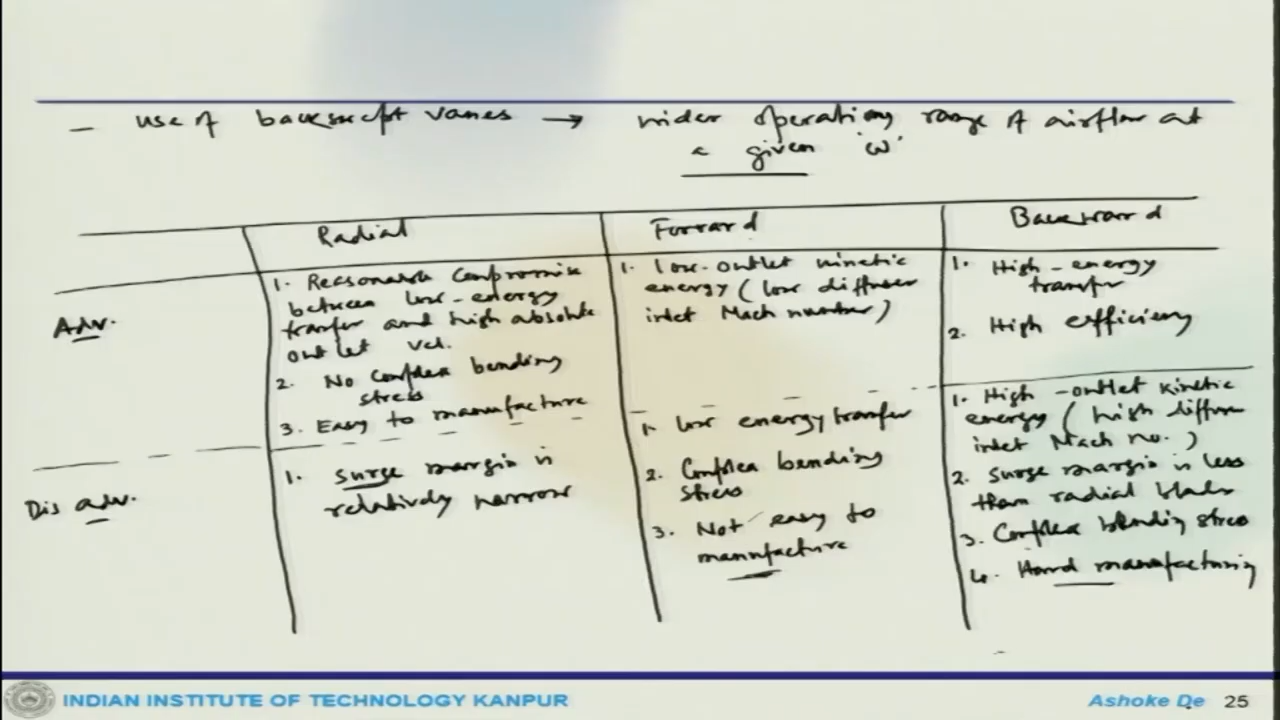 – use of backswept vanes → wider operating range of airflow at
a given 'ω'
Radial
Forward
Backward
Adv.
1. Reasonable compromise
between low-energy
transfer and high absolute
outlet vel.
2. No complex bending
stress
3. Easy to manufacture
1. low-outlet kinetic
energy (low diffuser
inlet Mach number)
1. High-energy
transfer
2. High efficiency
Dis adv.
1. Surge margin is
relatively narrow
1. low energy transfer
2. Complex bending
stress
3. Not easy to
manufacture
1. High-outlet kinetic
energy (high diffuser
inlet Mach no.)
2. Surge margin is less
than radial blades
3. Complex bending stress
4. Hard manufacturing
INDIAN INSTITUTE OF TECHNOLOGY KANPUR
Ashoke De 25